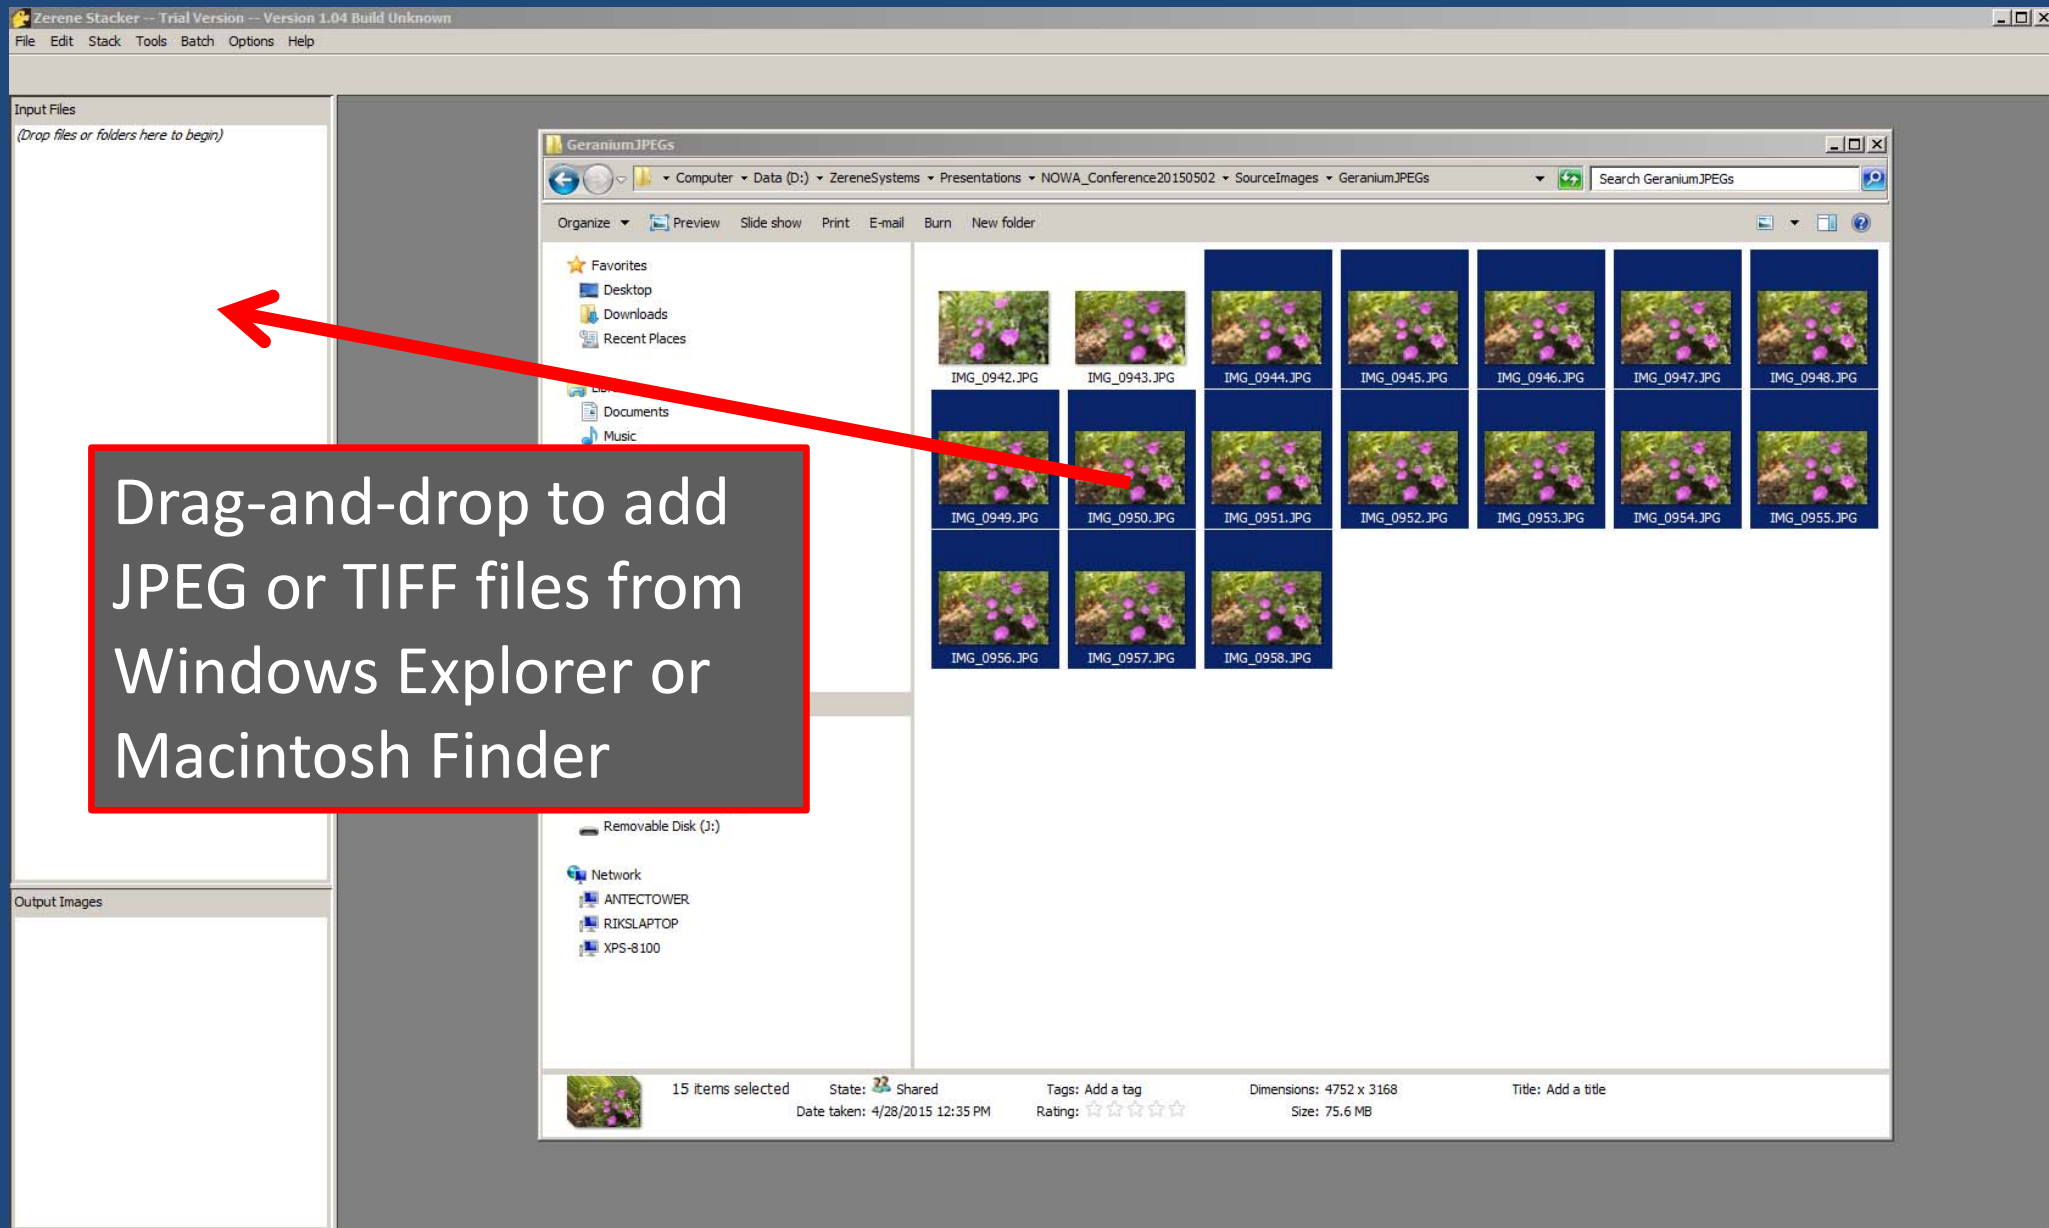 Zerene Stacker -- Trial Version -- Version 1.04 Build Unknown
File Edit Stack Tools Batch Options Help
Input Files
(Drop files or folders here to begin)
GeraniumJPEGs
Computer Data (D:) ZereneSystems Presentations NOWA_Conference20150502 SourceImages GeraniumJPEGs
Search GeraniumJPEGs
Organize Preview Slide show Print E-mail Burn New folder
Favorites
Desktop
Downloads
Recent Places
Documents
Music
IMG_0942.JPG IMG_0943.JPG IMG_0944.JPG IMG_0945.JPG IMG_0946.JPG IMG_0947.JPG IMG_0948.JPG
IMG_0949.JPG IMG_0950.JPG IMG_0951.JPG IMG_0952.JPG IMG_0953.JPG IMG_0954.JPG IMG_0955.JPG
IMG_0956.JPG IMG_0957.JPG IMG_0958.JPG
Drag-and-drop to add
JPEG or TIFF files from
Windows Explorer or
Macintosh Finder
Removable Disk (J:)
Network
ANTECTOWER
RIKSLAPTOP
XPS-8100
Output Images
15 items selected State: Shared Tags: Add a tag Dimensions: 4752 x 3168 Title: Add a title
Date taken: 4/28/2015 12:35 PM Rating: Size: 75.6 MB